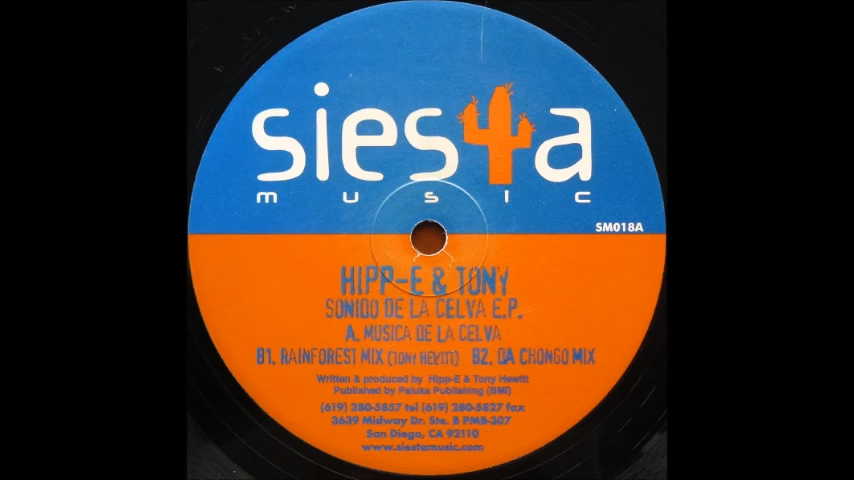 siesta
music
SM018A
HIPP-E & TONY
SONIDO DE LA CELVA E.P.
A. MUSICA DE LA CELVA
B1. RAINFOREST MIX (TONY HEWITT) B2. DA CHONGO MIX
Written & produced by Hipp-E & Tony Hewitt
Published by Paluka Publishing (BMI)
(619) 280-5857 tel (619) 280-5827 fax
3639 Midway Dr. Ste. B PMB-307
San Diego, CA 92110
www.siestamusic.com